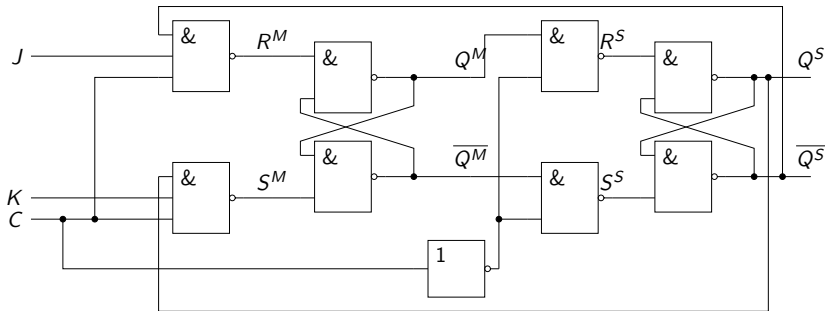 & R^M & Q^M & R^S & Q^S
J
& S^M & \overline{Q^M} & S^S & \overline{Q^S}
K
C
1